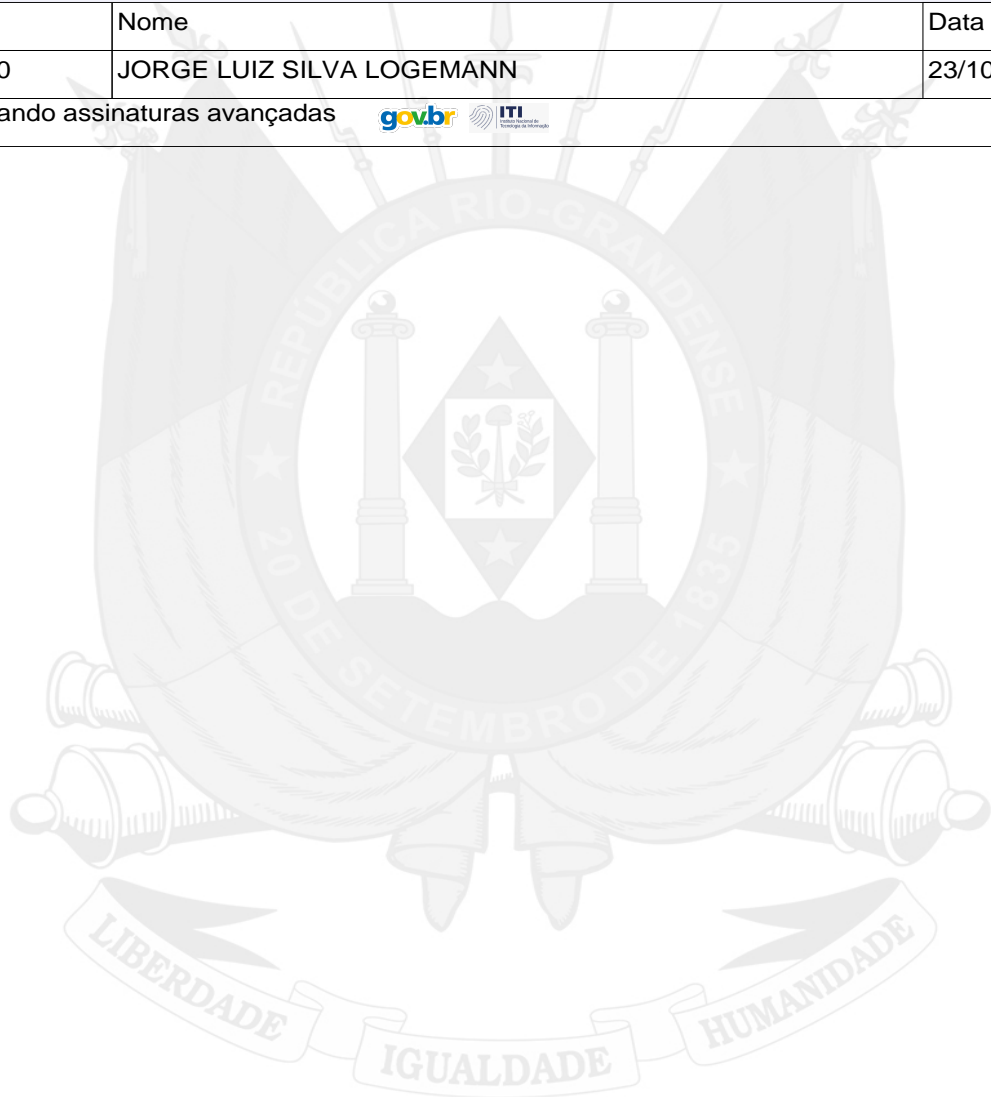 Nome Data
0 JORGE LUIZ SILVA LOGEMANN 23/10
ando assinaturas avançadas gov.br ITI
REPÚBLICA RIO-GRANDENSE
20 DE SETEMBRO DE 1835
LIBERDADE IGUALDADE HUMANIDADE